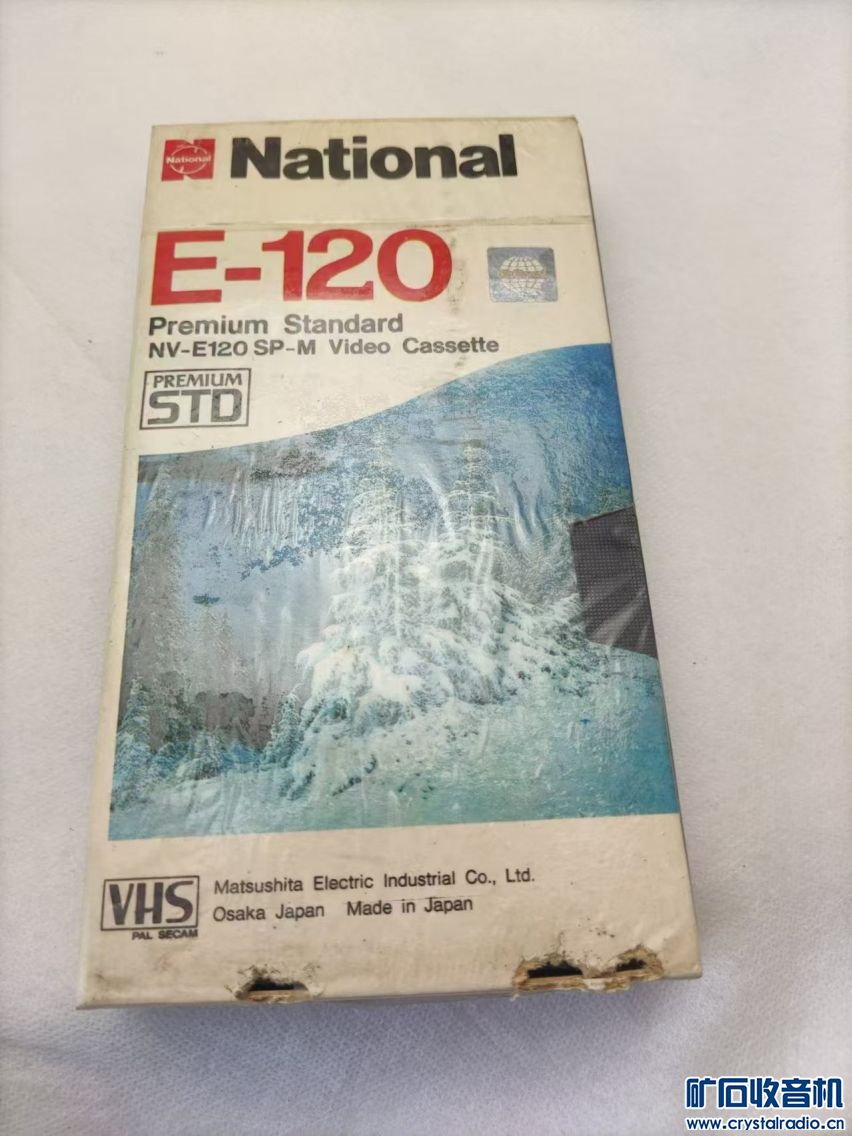 National
National
E-120
Premium Standard
NV-E120 SP-M Video Cassette
PREMIUM
STD
VHS
PAL SECAM
Matsushita Electric Industrial Co., Ltd.
Osaka Japan Made in Japan
矿石收音机
www.crystalradio.cn